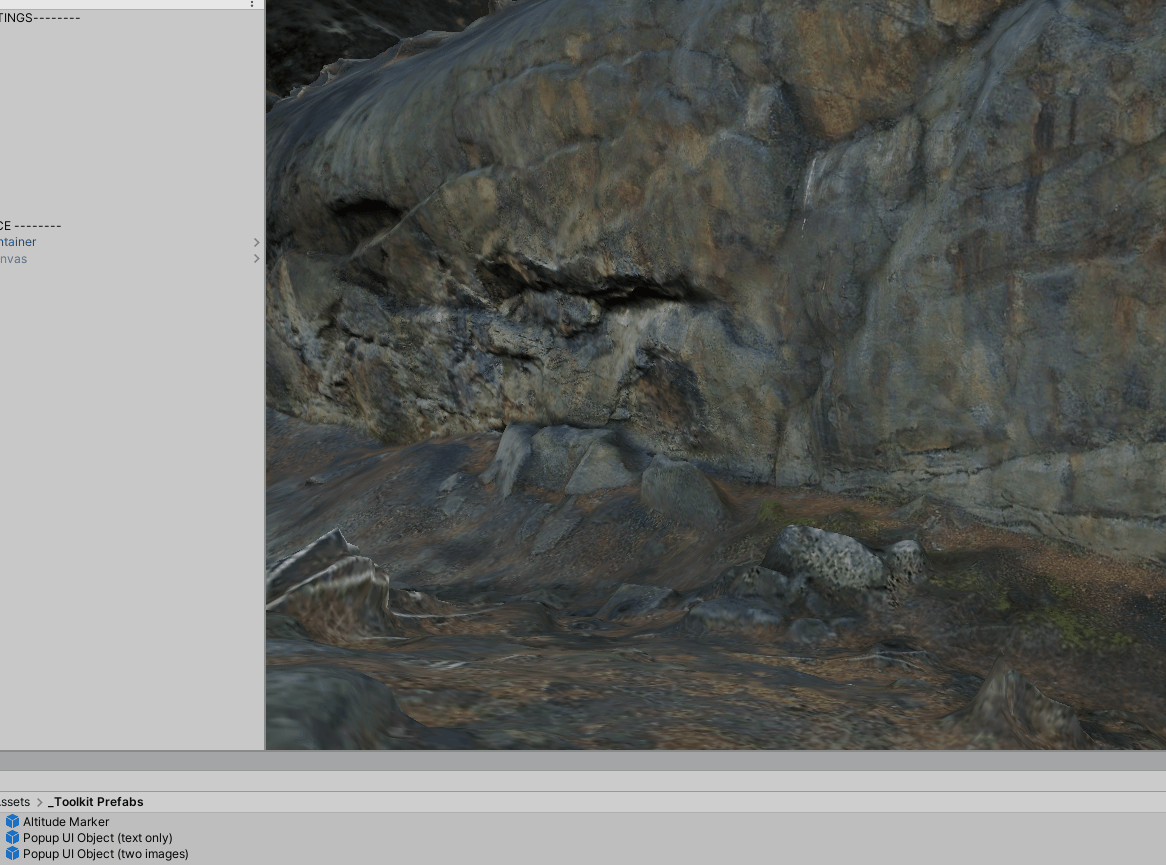 TINGS--------
CE --------
ntainer
nvas
ssets > _Toolkit Prefabs
Altitude Marker
Popup UI Object (text only)
Popup UI Object (two images)